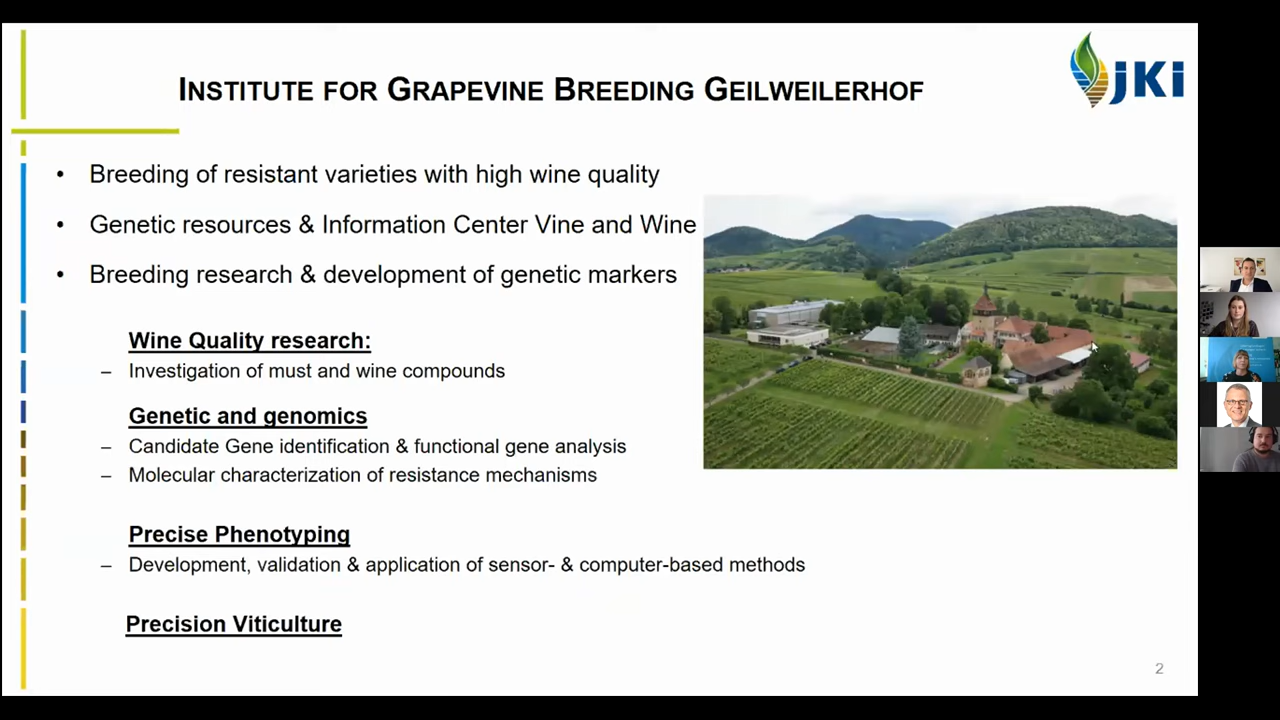 INSTITUTE FOR GRAPEVINE BREEDING GEILWEILERHOF
JKi
• Breeding of resistant varieties with high wine quality
• Genetic resources & Information Center Vine and Wine
• Breeding research & development of genetic markers
Wine Quality research:
– Investigation of must and wine compounds
Genetic and genomics
– Candidate Gene identification & functional gene analysis
– Molecular characterization of resistance mechanisms
Precise Phenotyping
– Development, validation & application of sensor- & computer-based methods
Precision Viticulture
2